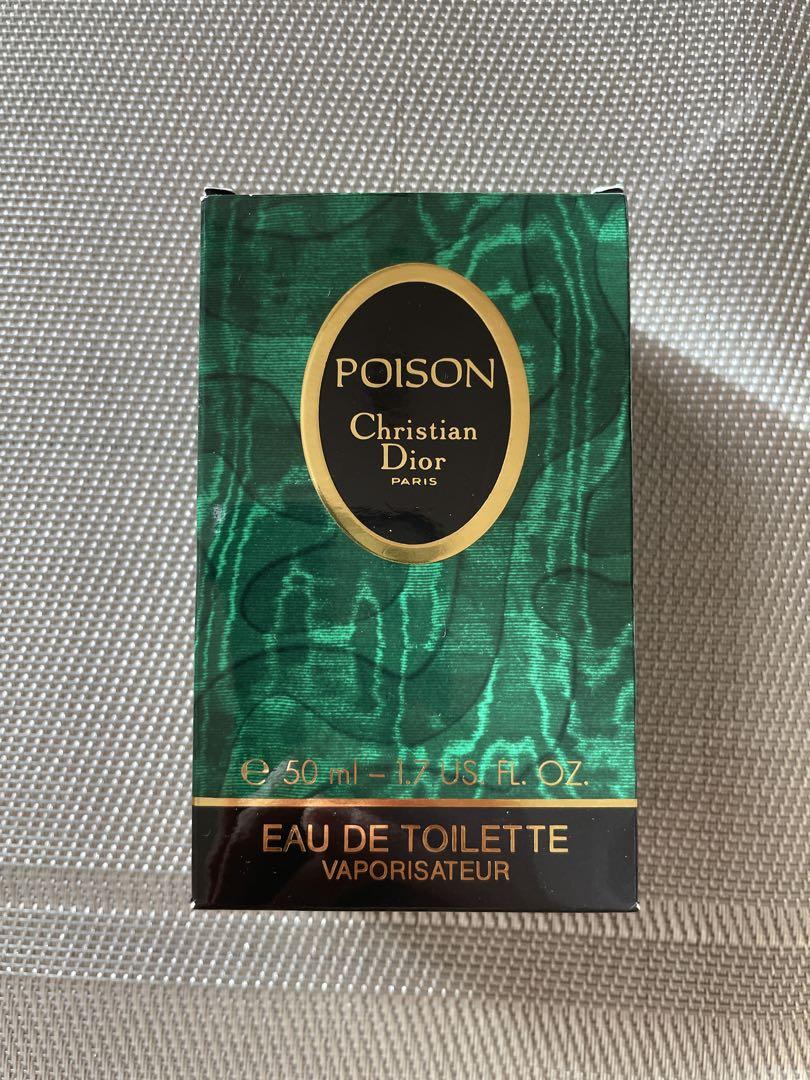 POISON
Christian
Dior
PARIS
℮ 50 ml – 1.7 US. FL. OZ.
EAU DE TOILETTE
VAPORISATEUR